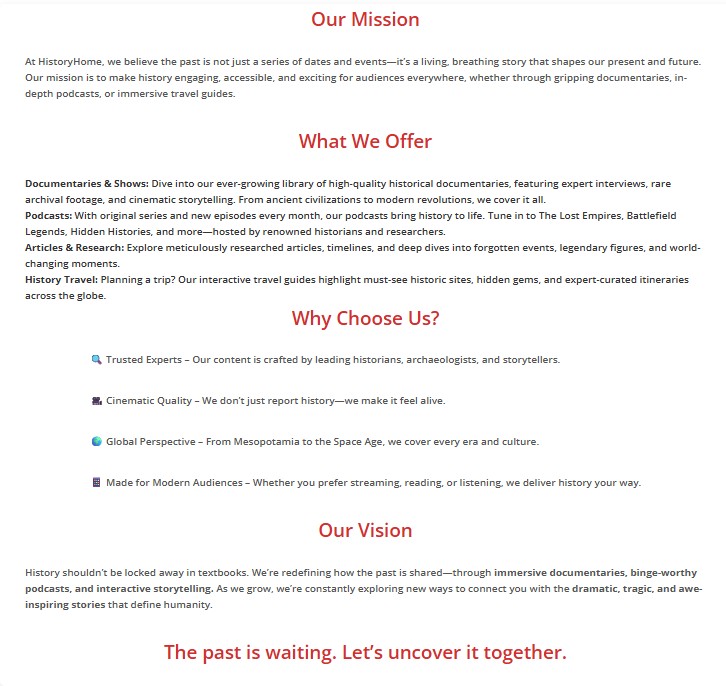 Our Mission
At HistoryHome, we believe the past is not just a series of dates and events—it's a living, breathing story that shapes our present and future.
Our mission is to make history engaging, accessible, and exciting for audiences everywhere, whether through gripping documentaries, in-
depth podcasts, or immersive travel guides.
What We Offer
Documentaries & Shows: Dive into our ever-growing library of high-quality historical documentaries, featuring expert interviews, rare
archival footage, and cinematic storytelling. From ancient civilizations to modern revolutions, we cover it all.
Podcasts: With original series and new episodes every month, our podcasts bring history to life. Tune in to The Lost Empires, Battlefield
Legends, Hidden Histories, and more—hosted by renowned historians and researchers.
Articles & Research: Explore meticulously researched articles, timelines, and deep dives into forgotten events, legendary figures, and world-
changing moments.
History Travel: Planning a trip? Our interactive travel guides highlight must-see historic sites, hidden gems, and expert-curated itineraries
across the globe.
Why Choose Us?
🔍 Trusted Experts – Our content is crafted by leading historians, archaeologists, and storytellers.
🎥 Cinematic Quality – We don't just report history—we make it feel alive.
🌍 Global Perspective – From Mesopotamia to the Space Age, we cover every era and culture.
📱 Made for Modern Audiences – Whether you prefer streaming, reading, or listening, we deliver history your way.
Our Vision
History shouldn't be locked away in textbooks. We're redefining how the past is shared—through immersive documentaries, binge-worthy
podcasts, and interactive storytelling. As we grow, we're constantly exploring new ways to connect you with the dramatic, tragic, and awe-
inspiring stories that define humanity.
The past is waiting. Let's uncover it together.